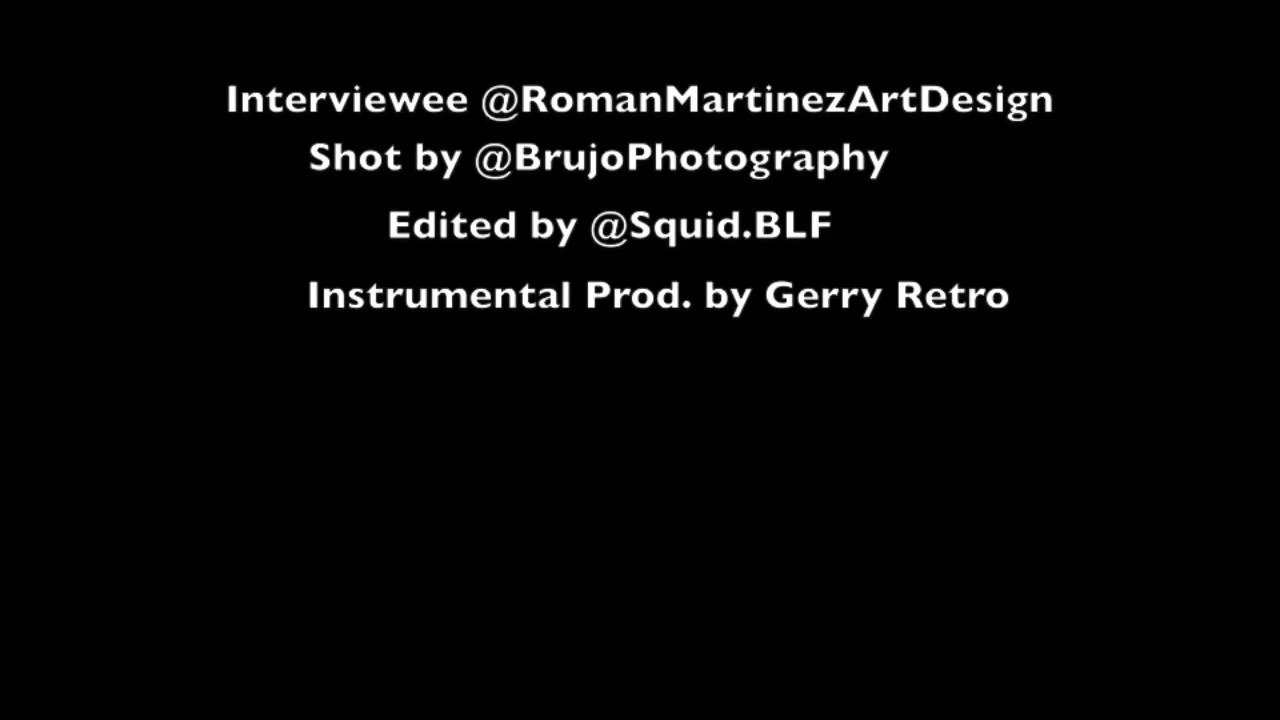 Interviewee @RomanMartinezArtDesign
Shot by @BrujoPhotography
Edited by @Squid.BLF
Instrumental Prod. by Gerry Retro